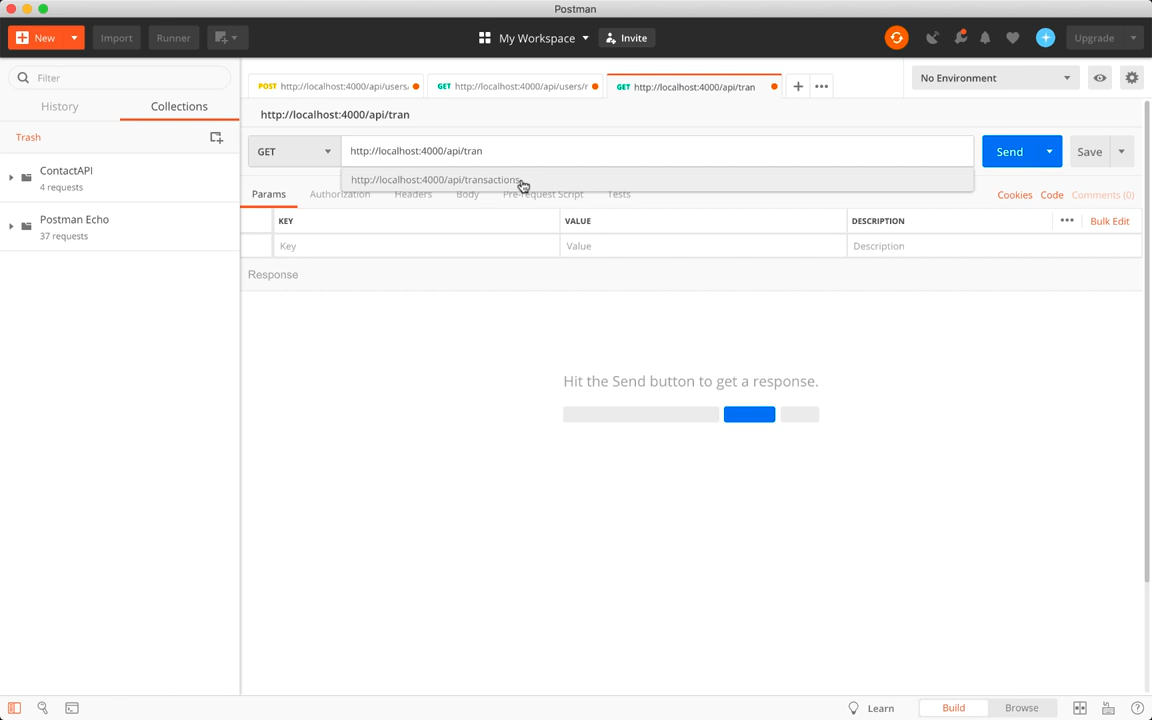 Postman
New
Import
Runner
My Workspace
Invite
Upgrade
Filter
History
Collections
Trash
ContactAPI
4 requests
Postman Echo
37 requests
POST http://localhost:4000/api/users/
GET http://localhost:4000/api/users/r
GET http://localhost:4000/api/tran
No Environment
http://localhost:4000/api/tran
GET
http://localhost:4000/api/tran
Send
Save
http://localhost:4000/api/transactions
Params
Authorization
Headers
Body
Pre-request Script
Tests
Cookies
Code
Comments (0)
KEY
VALUE
DESCRIPTION
Bulk Edit
Key
Value
Description
Response
Hit the Send button to get a response.
Learn
Build
Browse